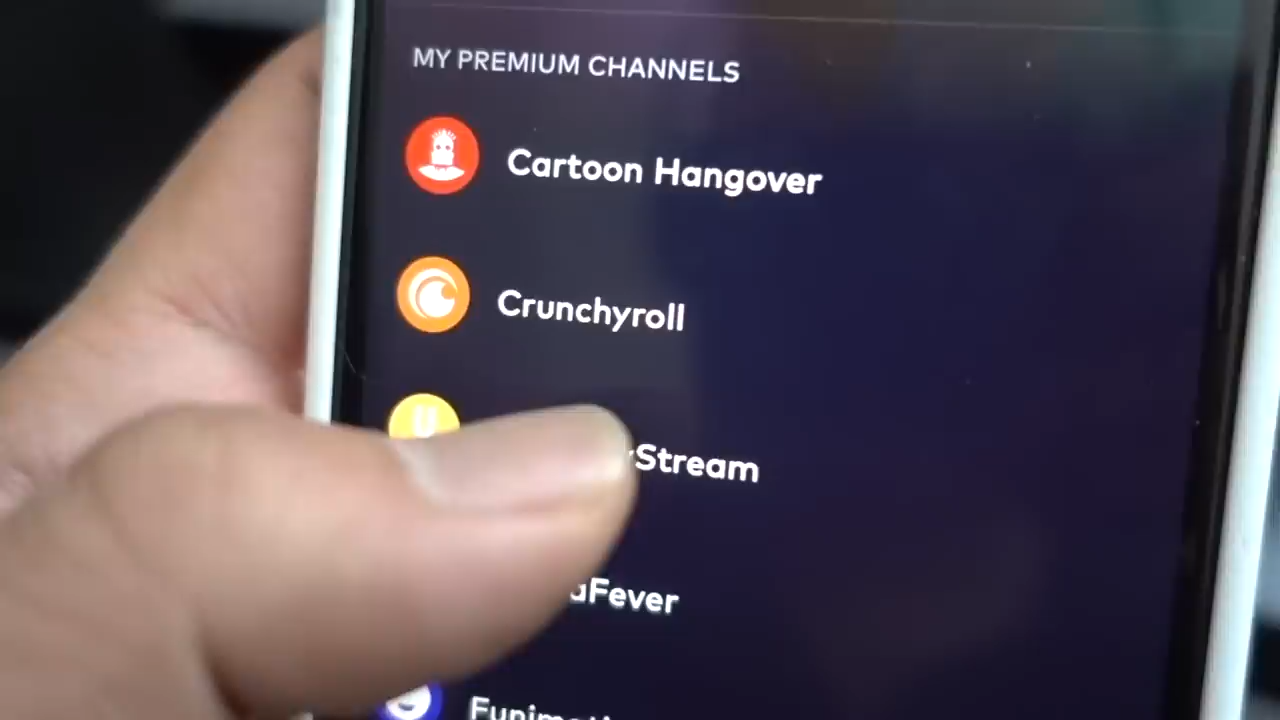 MY PREMIUM CHANNELS
Cartoon Hangover
Crunchyroll
U
Stream
Fever